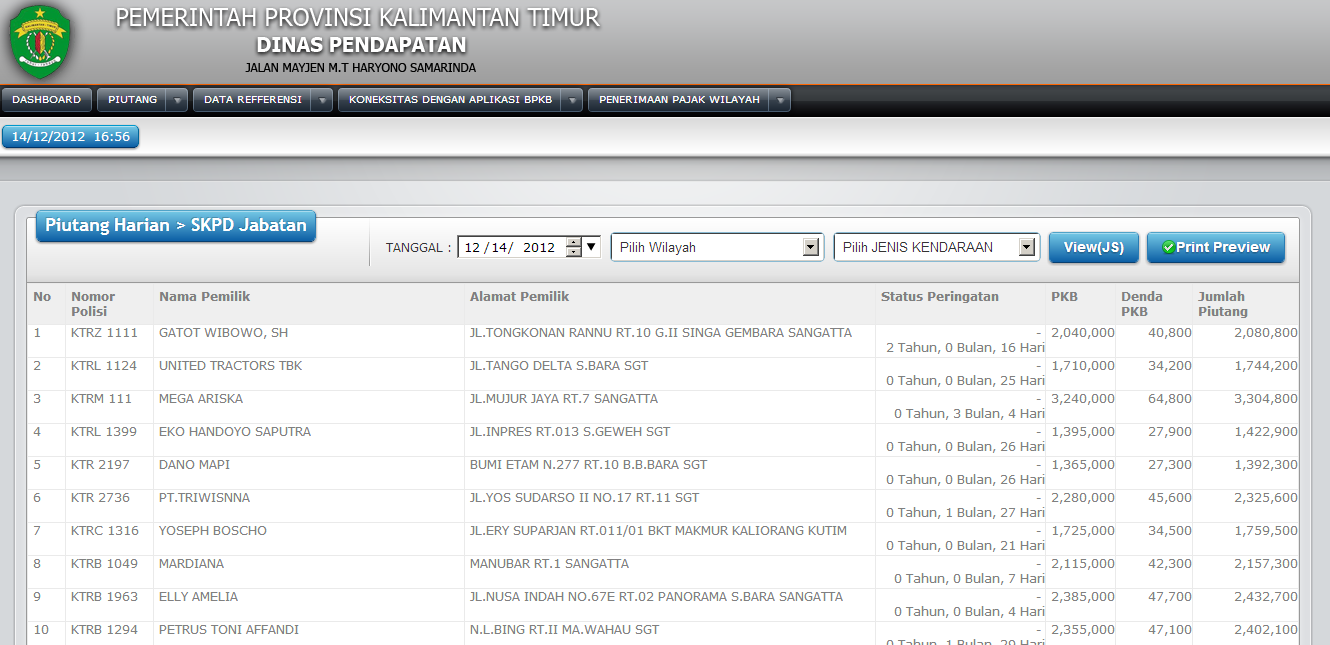 PEMERINTAH PROVINSI KALIMANTAN TIMUR
DINAS PENDAPATAN
JALAN MAYJEN M.T HARYONO SAMARINDA
DASHBOARD PIUTANG DATA REFFERENSI KONEKSITAS DENGAN APLIKASI BPKB PENERIMAAN PAJAK WILAYAH
14/12/2012 16:56
Piutang Harian > SKPD Jabatan
TANGGAL : 12 /14/ 2012 Pilih Wilayah Pilih JENIS KENDARAAN View(JS) Print Preview
No Nomor Polisi Nama Pemilik Alamat Pemilik Status Peringatan PKB Denda PKB Jumlah Piutang
1 KTRZ 1111 GATOT WIBOWO, SH JL.TONGKONAN RANNU RT.10 G.II SINGA GEMBARA SANGATTA - 2,040,000 40,800 2,080,800
2 Tahun, 0 Bulan, 16 Hari
2 KTRL 1124 UNITED TRACTORS TBK JL.TANGO DELTA S.BARA SGT - 1,710,000 34,200 1,744,200
0 Tahun, 0 Bulan, 25 Hari
3 KTRM 111 MEGA ARISKA JL.MUJUR JAYA RT.7 SANGATTA - 3,240,000 64,800 3,304,800
0 Tahun, 3 Bulan, 4 Hari
4 KTRL 1399 EKO HANDOYO SAPUTRA JL.INPRES RT.013 S.GEWEH SGT - 1,395,000 27,900 1,422,900
0 Tahun, 0 Bulan, 26 Hari
5 KTR 2197 DANO MAPI BUMI ETAM N.277 RT.10 B.B.BARA SGT - 1,365,000 27,300 1,392,300
0 Tahun, 0 Bulan, 26 Hari
6 KTR 2736 PT.TRIWISNNA JL.YOS SUDARSO II NO.17 RT.11 SGT - 2,280,000 45,600 2,325,600
0 Tahun, 1 Bulan, 27 Hari
7 KTRC 1316 YOSEPH BOSCHO JL.ERY SUPARJAN RT.011/01 BKT MAKMUR KALIORANG KUTIM - 1,725,000 34,500 1,759,500
0 Tahun, 0 Bulan, 21 Hari
8 KTRB 1049 MARDIANA MANUBAR RT.1 SANGATTA - 2,115,000 42,300 2,157,300
0 Tahun, 0 Bulan, 7 Hari
9 KTRB 1963 ELLY AMELIA JL.NUSA INDAH NO.67E RT.02 PANORAMA S.BARA SANGATTA - 2,385,000 47,700 2,432,700
0 Tahun, 0 Bulan, 4 Hari
10 KTRB 1294 PETRUS TONI AFFANDI N.L.BING RT.II MA.WAHAU SGT - 2,355,000 47,100 2,402,100
0 Tahun, 1 Bulan, 29 Hari